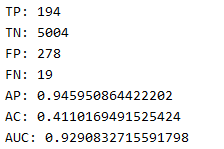 TP: 194
TN: 5004
FP: 278
FN: 19
AP: 0.945950864422202
AC: 0.4110169491525424
AUC: 0.9290832715591798